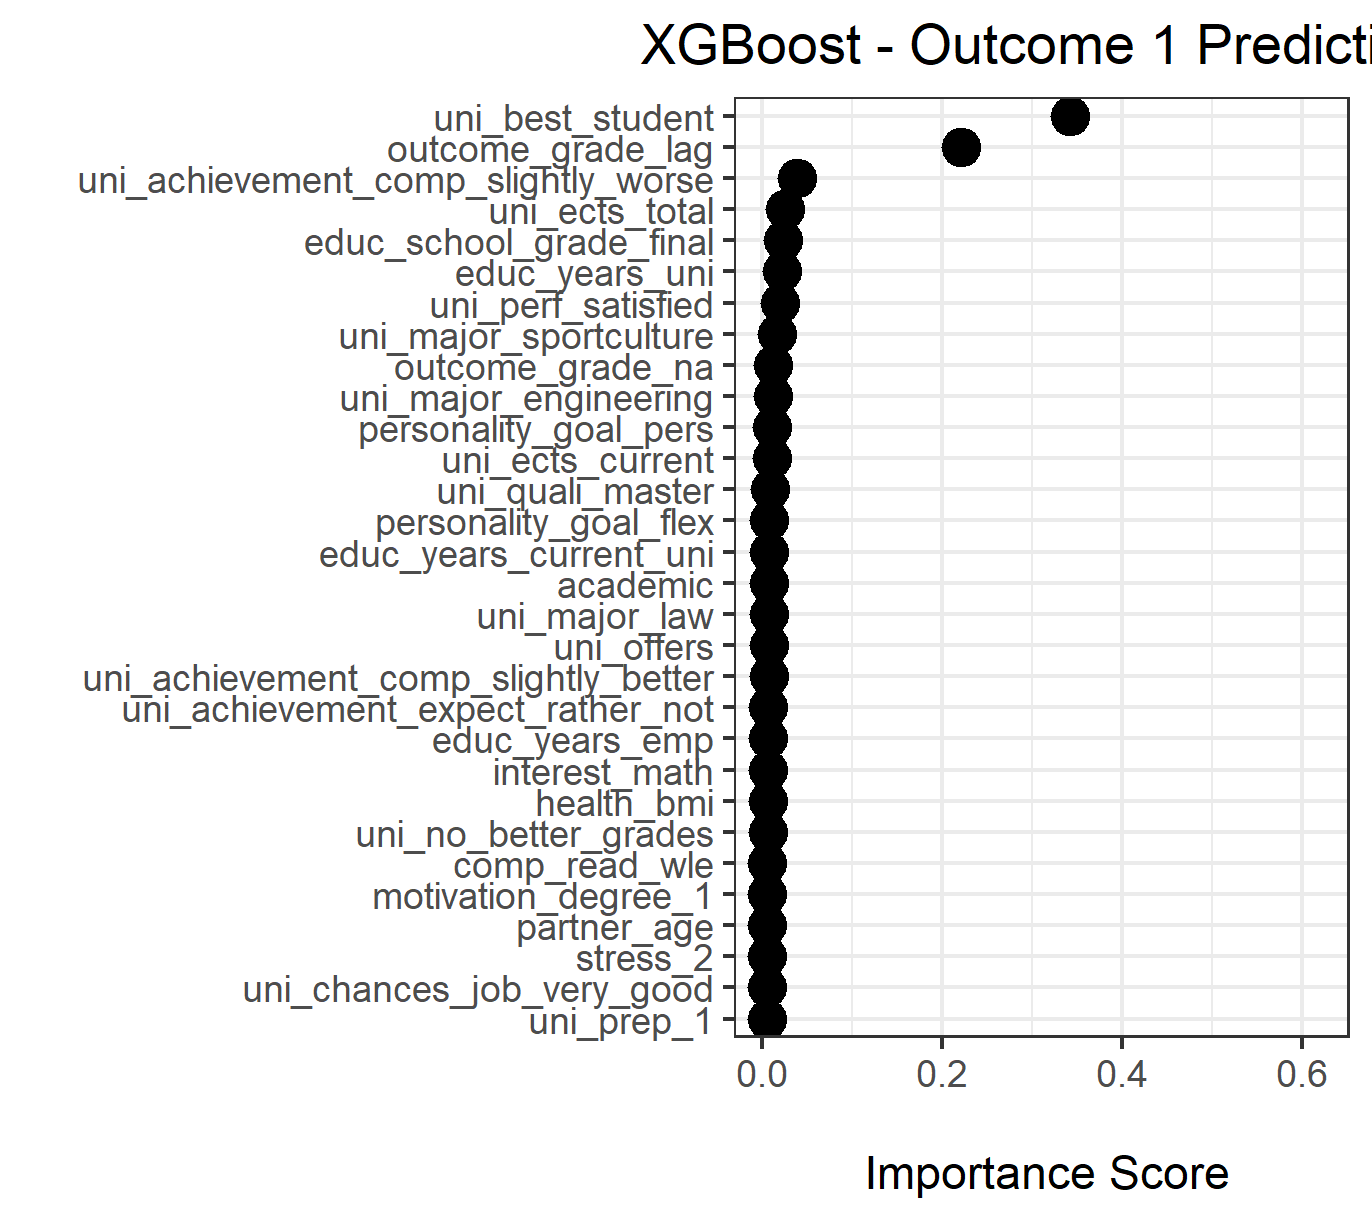 XGBoost - Outcome 1 Predicti
uni_best_student
outcome_grade_lag
uni_achievement_comp_slightly_worse
uni_ects_total
educ_school_grade_final
educ_years_uni
uni_perf_satisfied
uni_major_sportculture
outcome_grade_na
uni_major_engineering
personality_goal_pers
uni_ects_current
uni_quali_master
personality_goal_flex
educ_years_current_uni
academic
uni_major_law
uni_offers
uni_achievement_comp_slightly_better
uni_achievement_expect_rather_not
educ_years_emp
interest_math
health_bmi
uni_no_better_grades
comp_read_wle
motivation_degree_1
partner_age
stress_2
uni_chances_job_very_good
uni_prep_1
0.0 0.2 0.4 0.6
Importance Score